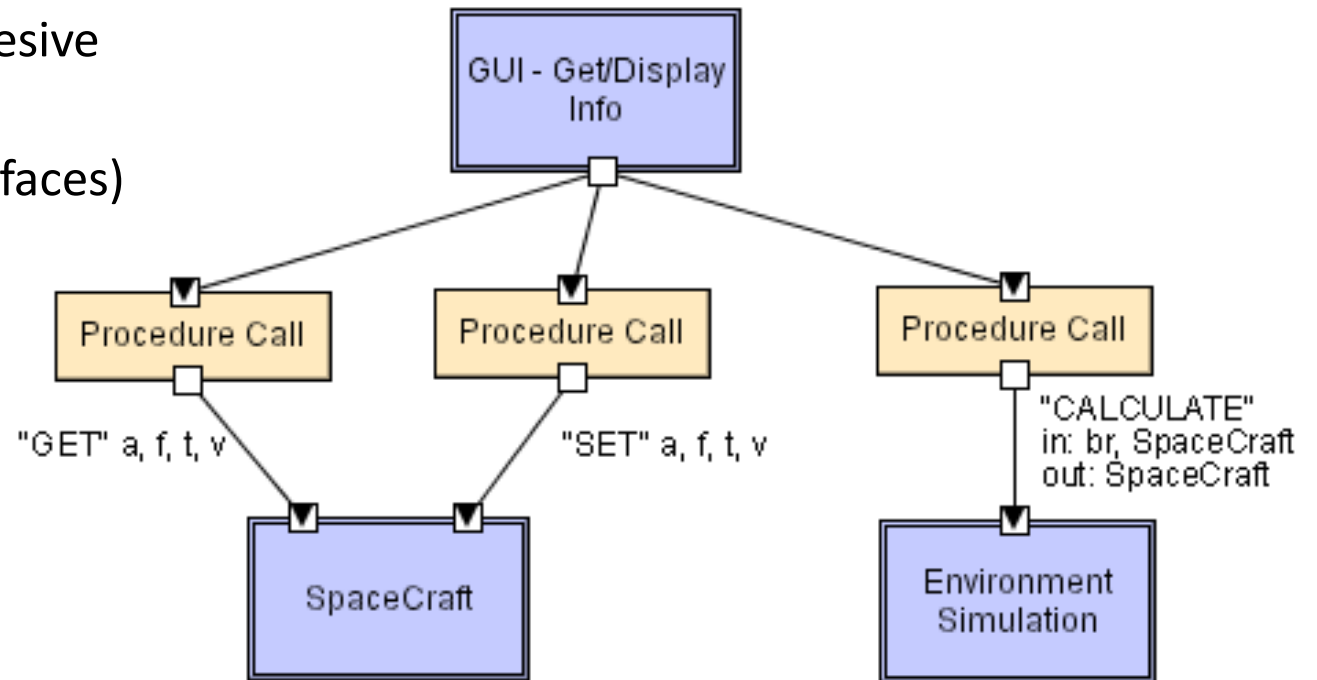 esive
faces)
GUI - Get/Display
Info
Procedure Call
Procedure Call
Procedure Call
"GET" a, f, t, v
"SET" a, f, t, v
"CALCULATE"
in: br, SpaceCraft
out: SpaceCraft
SpaceCraft
Environment
Simulation